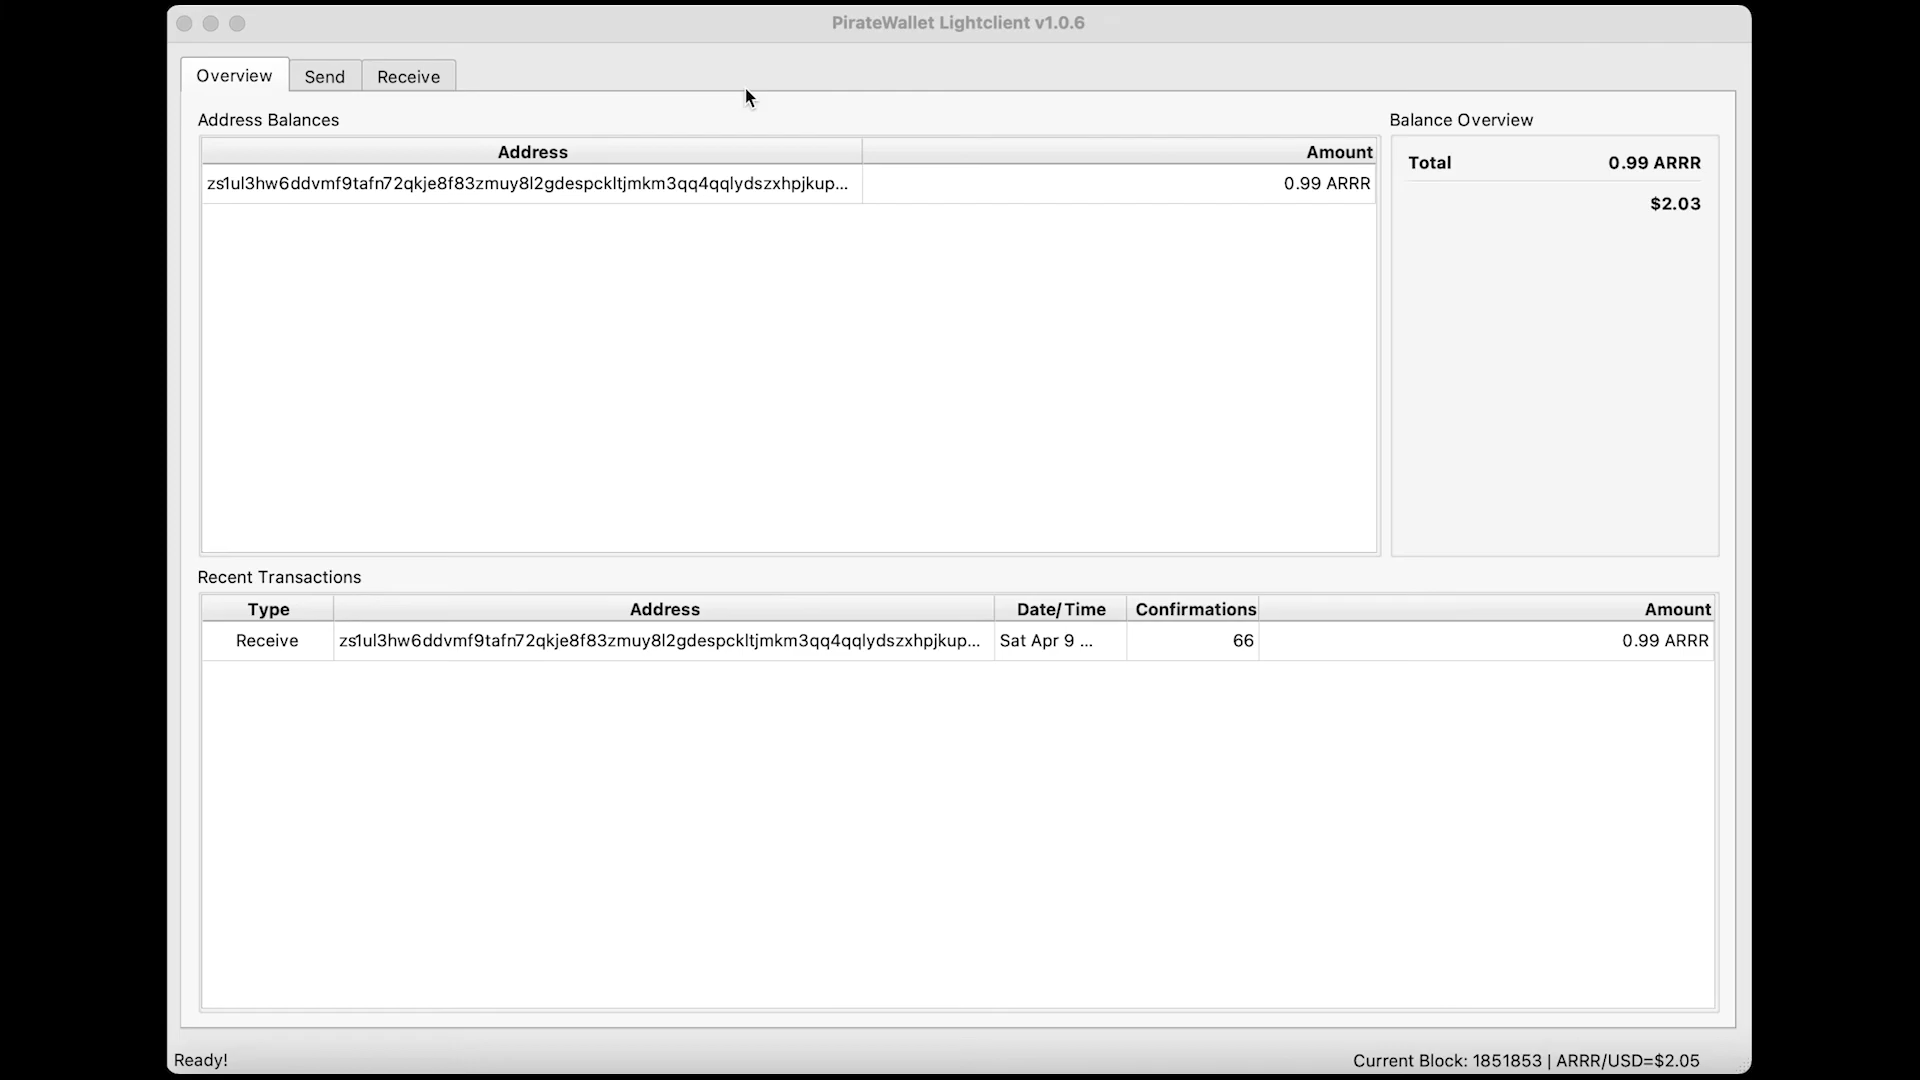 PirateWallet Lightclient v1.0.6
Overview Send Receive
Address Balances
Address Amount
zs1ul3hw6ddvmf9tafn72qkje8f83zmuy8l2gdespckltjmkm3qq4qqlydszxhpjkup... 0.99 ARRR
Balance Overview
Total 0.99 ARRR
$2.03
Recent Transactions
Type Address Date/Time Confirmations Amount
Receive zs1ul3hw6ddvmf9tafn72qkje8f83zmuy8l2gdespckltjmkm3qq4qqlydszxhpjkup... Sat Apr 9 ... 66 0.99 ARRR
Ready! Current Block: 1851853 | ARRR/USD=$2.05